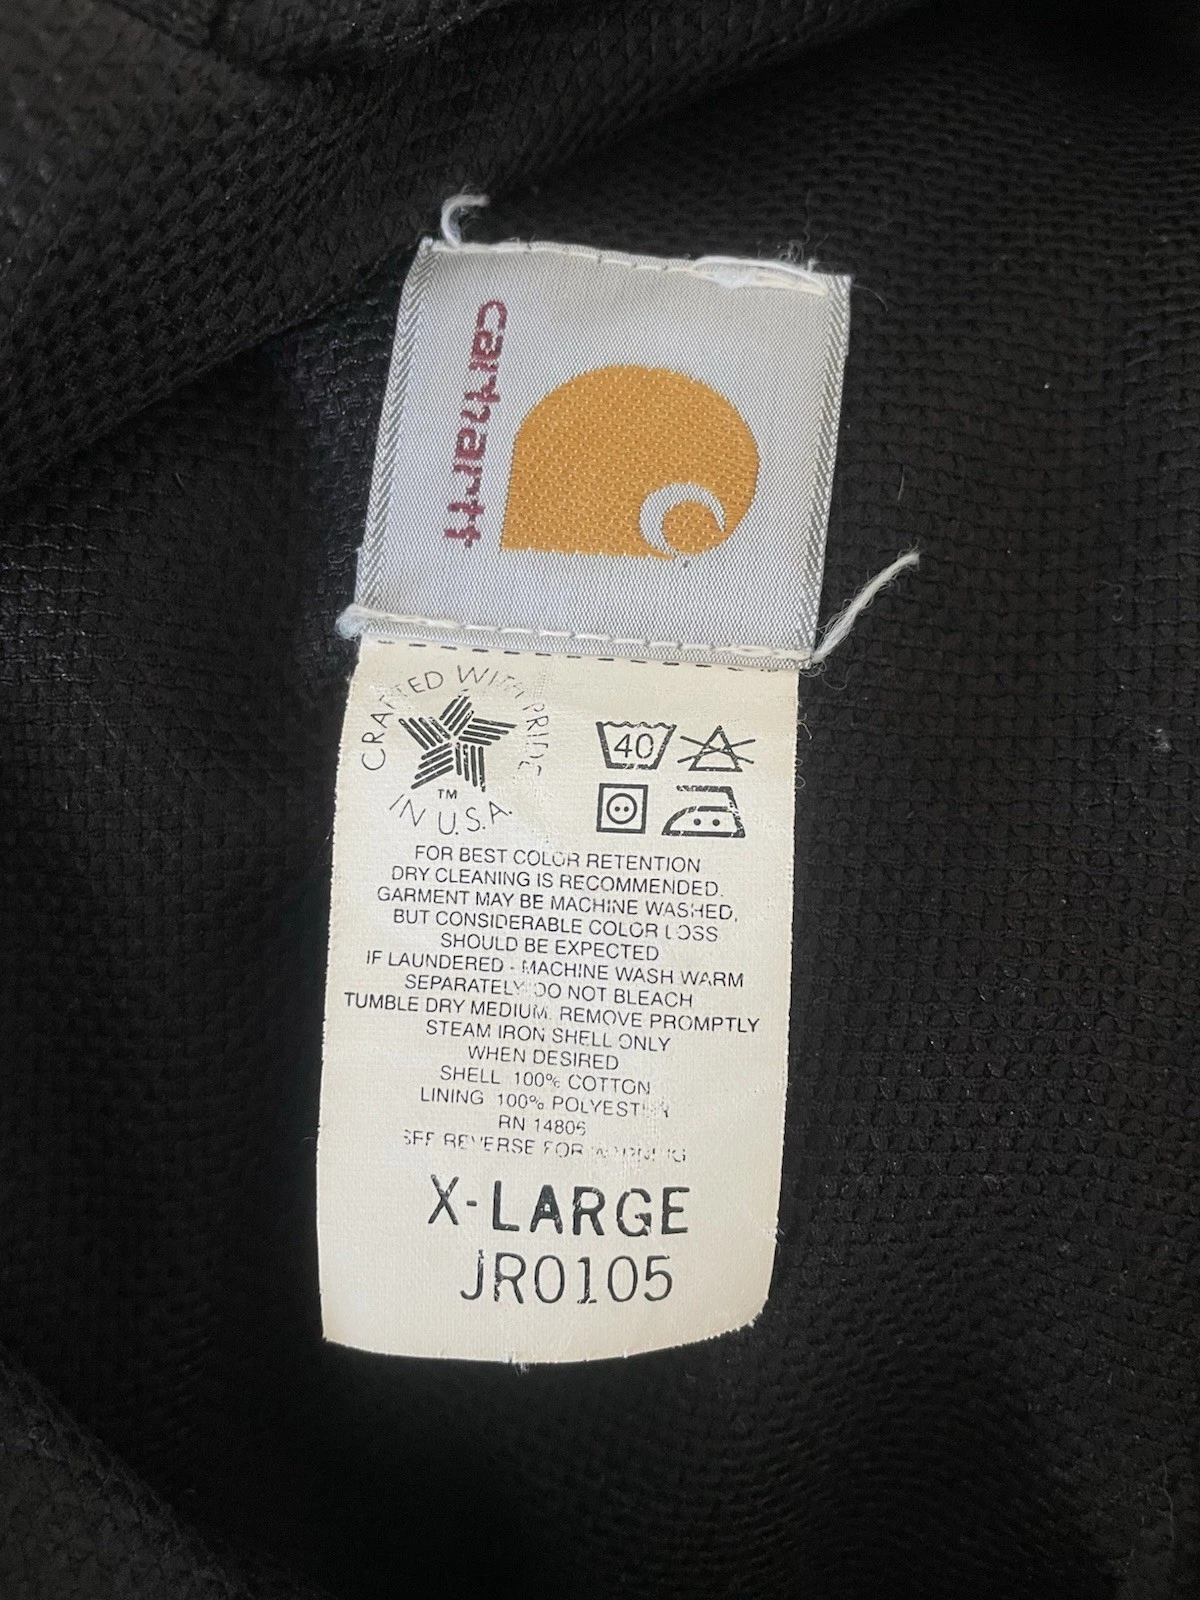 carhartt
CRAFTED WITH PRIDE
TM
IN U.S.A.
40
FOR BEST COLOR RETENTION
DRY CLEANING IS RECOMMENDED.
GARMENT MAY BE MACHINE WASHED,
BUT CONSIDERABLE COLOR LOSS
SHOULD BE EXPECTED
IF LAUNDERED - MACHINE WASH WARM
SEPARATELY DO NOT BLEACH
TUMBLE DRY MEDIUM. REMOVE PROMPTLY
STEAM IRON SHELL ONLY
WHEN DESIRED
SHELL 100% COTTON
LINING 100% POLYESTER
RN 14806
SEE REVERSE FOR WARNING
X-LARGE
JR0105